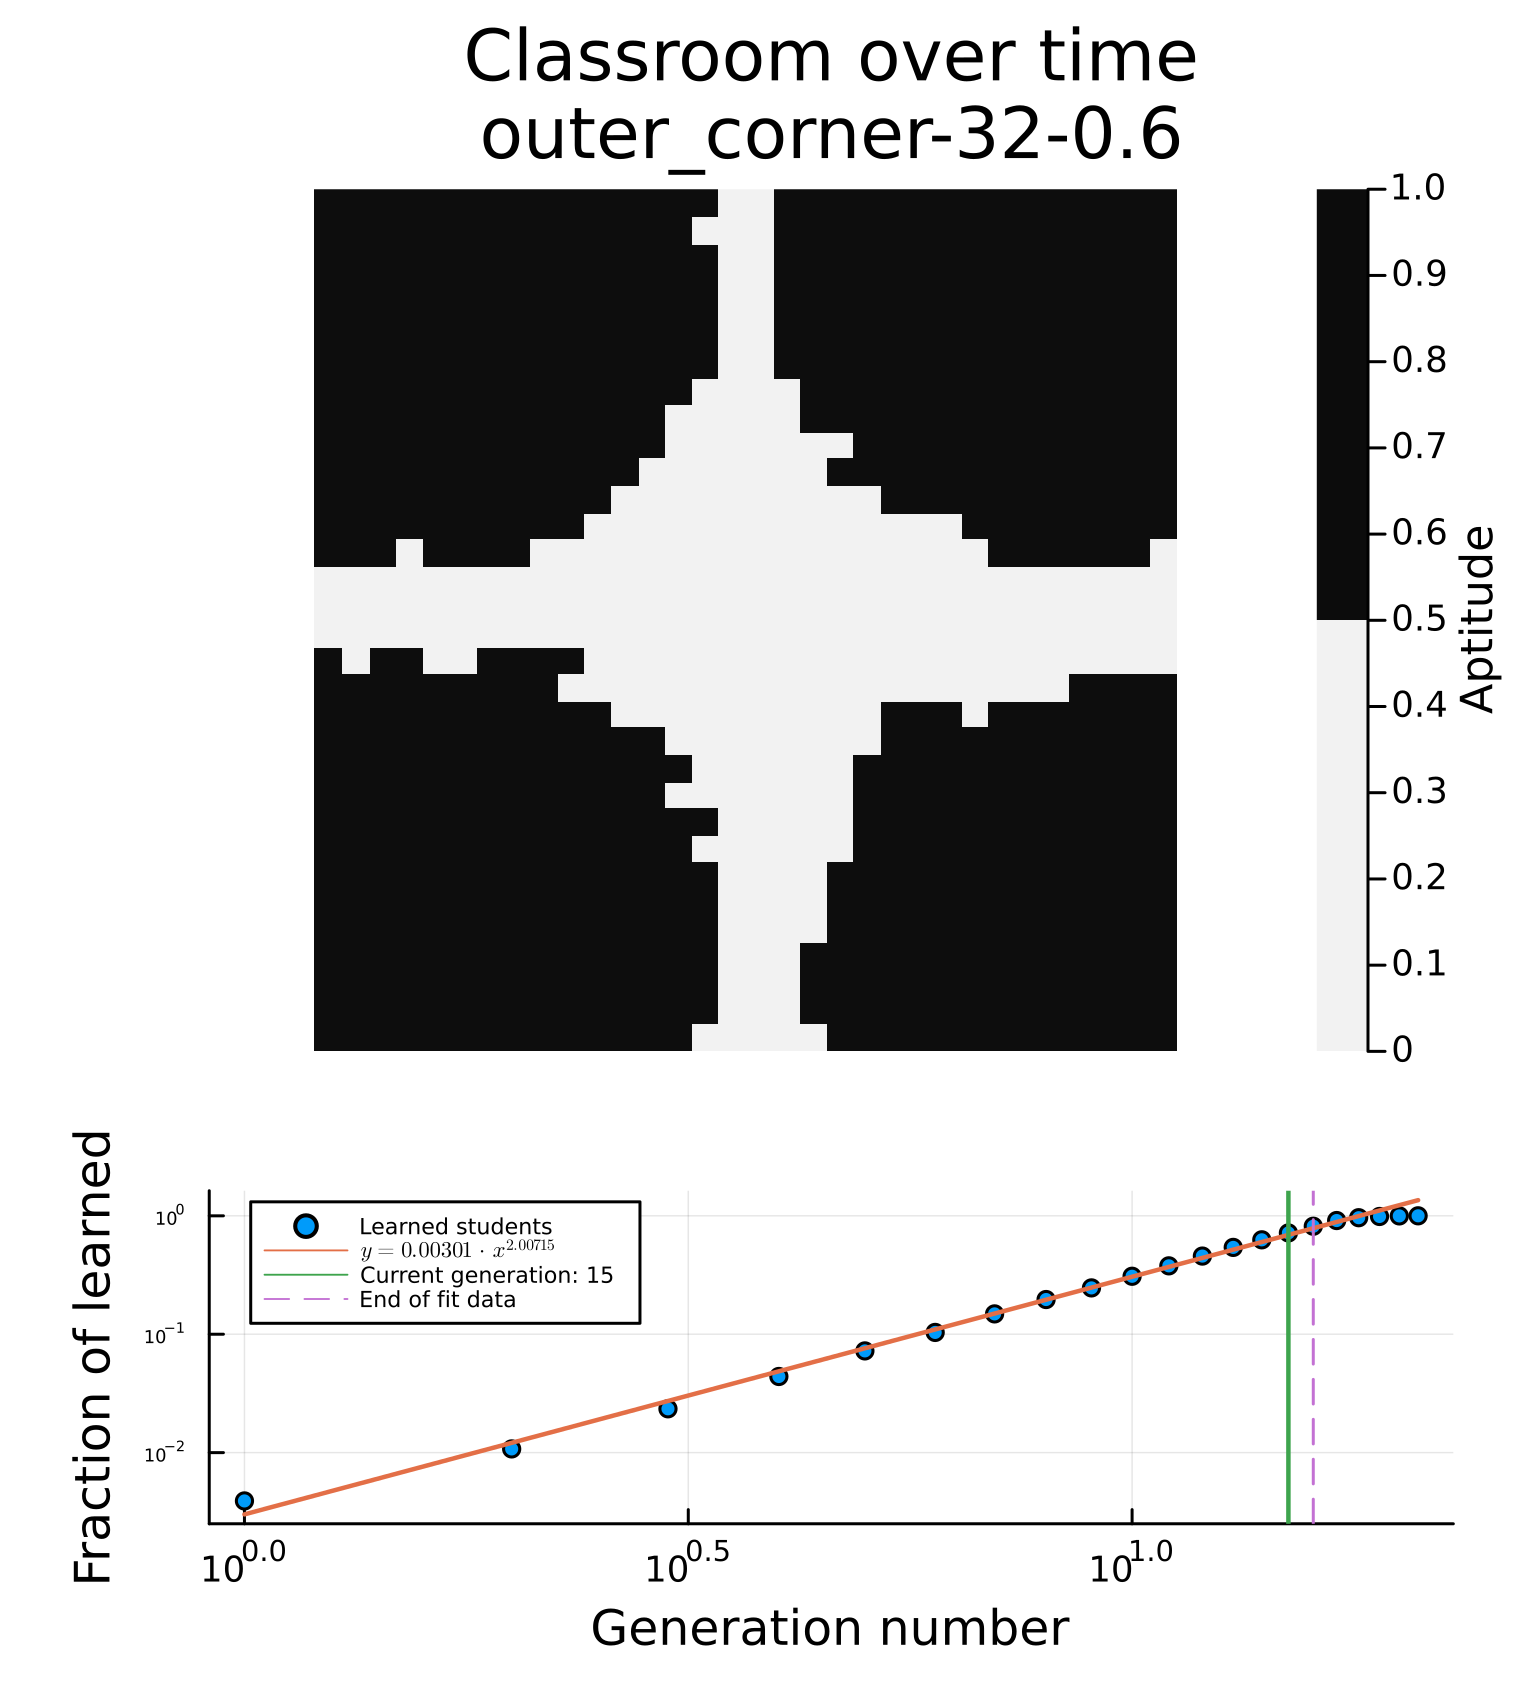 Classroom over time
outer_corner-32-0.6
1.0
0.9
0.8
0.7
0.6
0.5
0.4
0.3
0.2
0.1
0
Aptitude
Fraction of learned
10^0
10^−1
10^−2
Learned students
y = 0.00301 · x^2.00715
Current generation: 15
End of fit data
10^0.0
10^0.5
10^1.0
Generation number